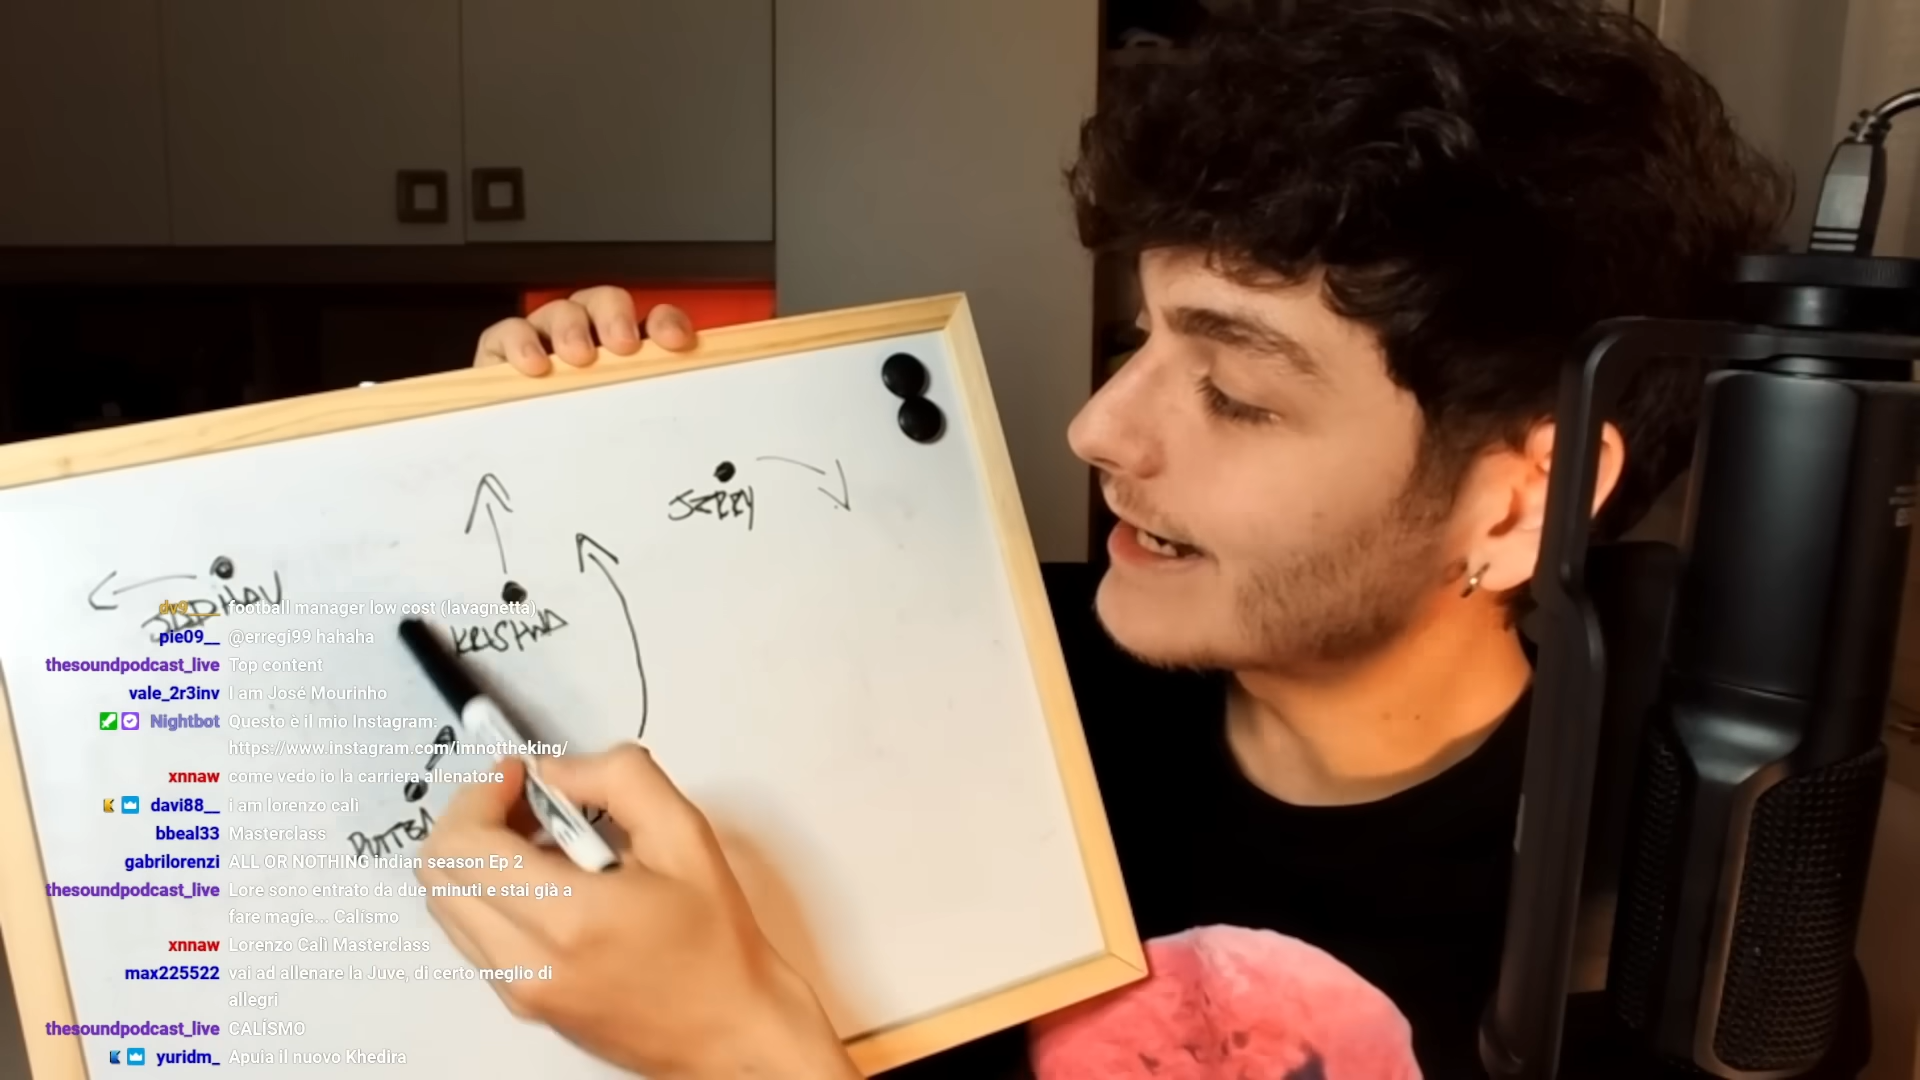 JERRY
KRISHNA
dv9____ football manager low cost (lavagnetta)
pie09__ @erregi99 hahaha
thesoundpodcast_live Top content
vale_2r3inv I am José Mourinho
Nightbot Questo è il mio Instagram:
https://www.instagram.com/imnottheking/
xnnaw come vedo io la carriera allenatore
davi88__ i am lorenzo calì
bbeal33 Masterclass
gabrilorenzi ALL OR NOTHING indian season Ep 2
thesoundpodcast_live Lore sono entrato da due minuti e stai già a
fare magie... Calismo
xnnaw Lorenzo Calì Masterclass
max225522 vai ad allenare la Juve, di certo meglio di
allegri
thesoundpodcast_live CALISMO
yuridm_ Apuia il nuovo Khedira